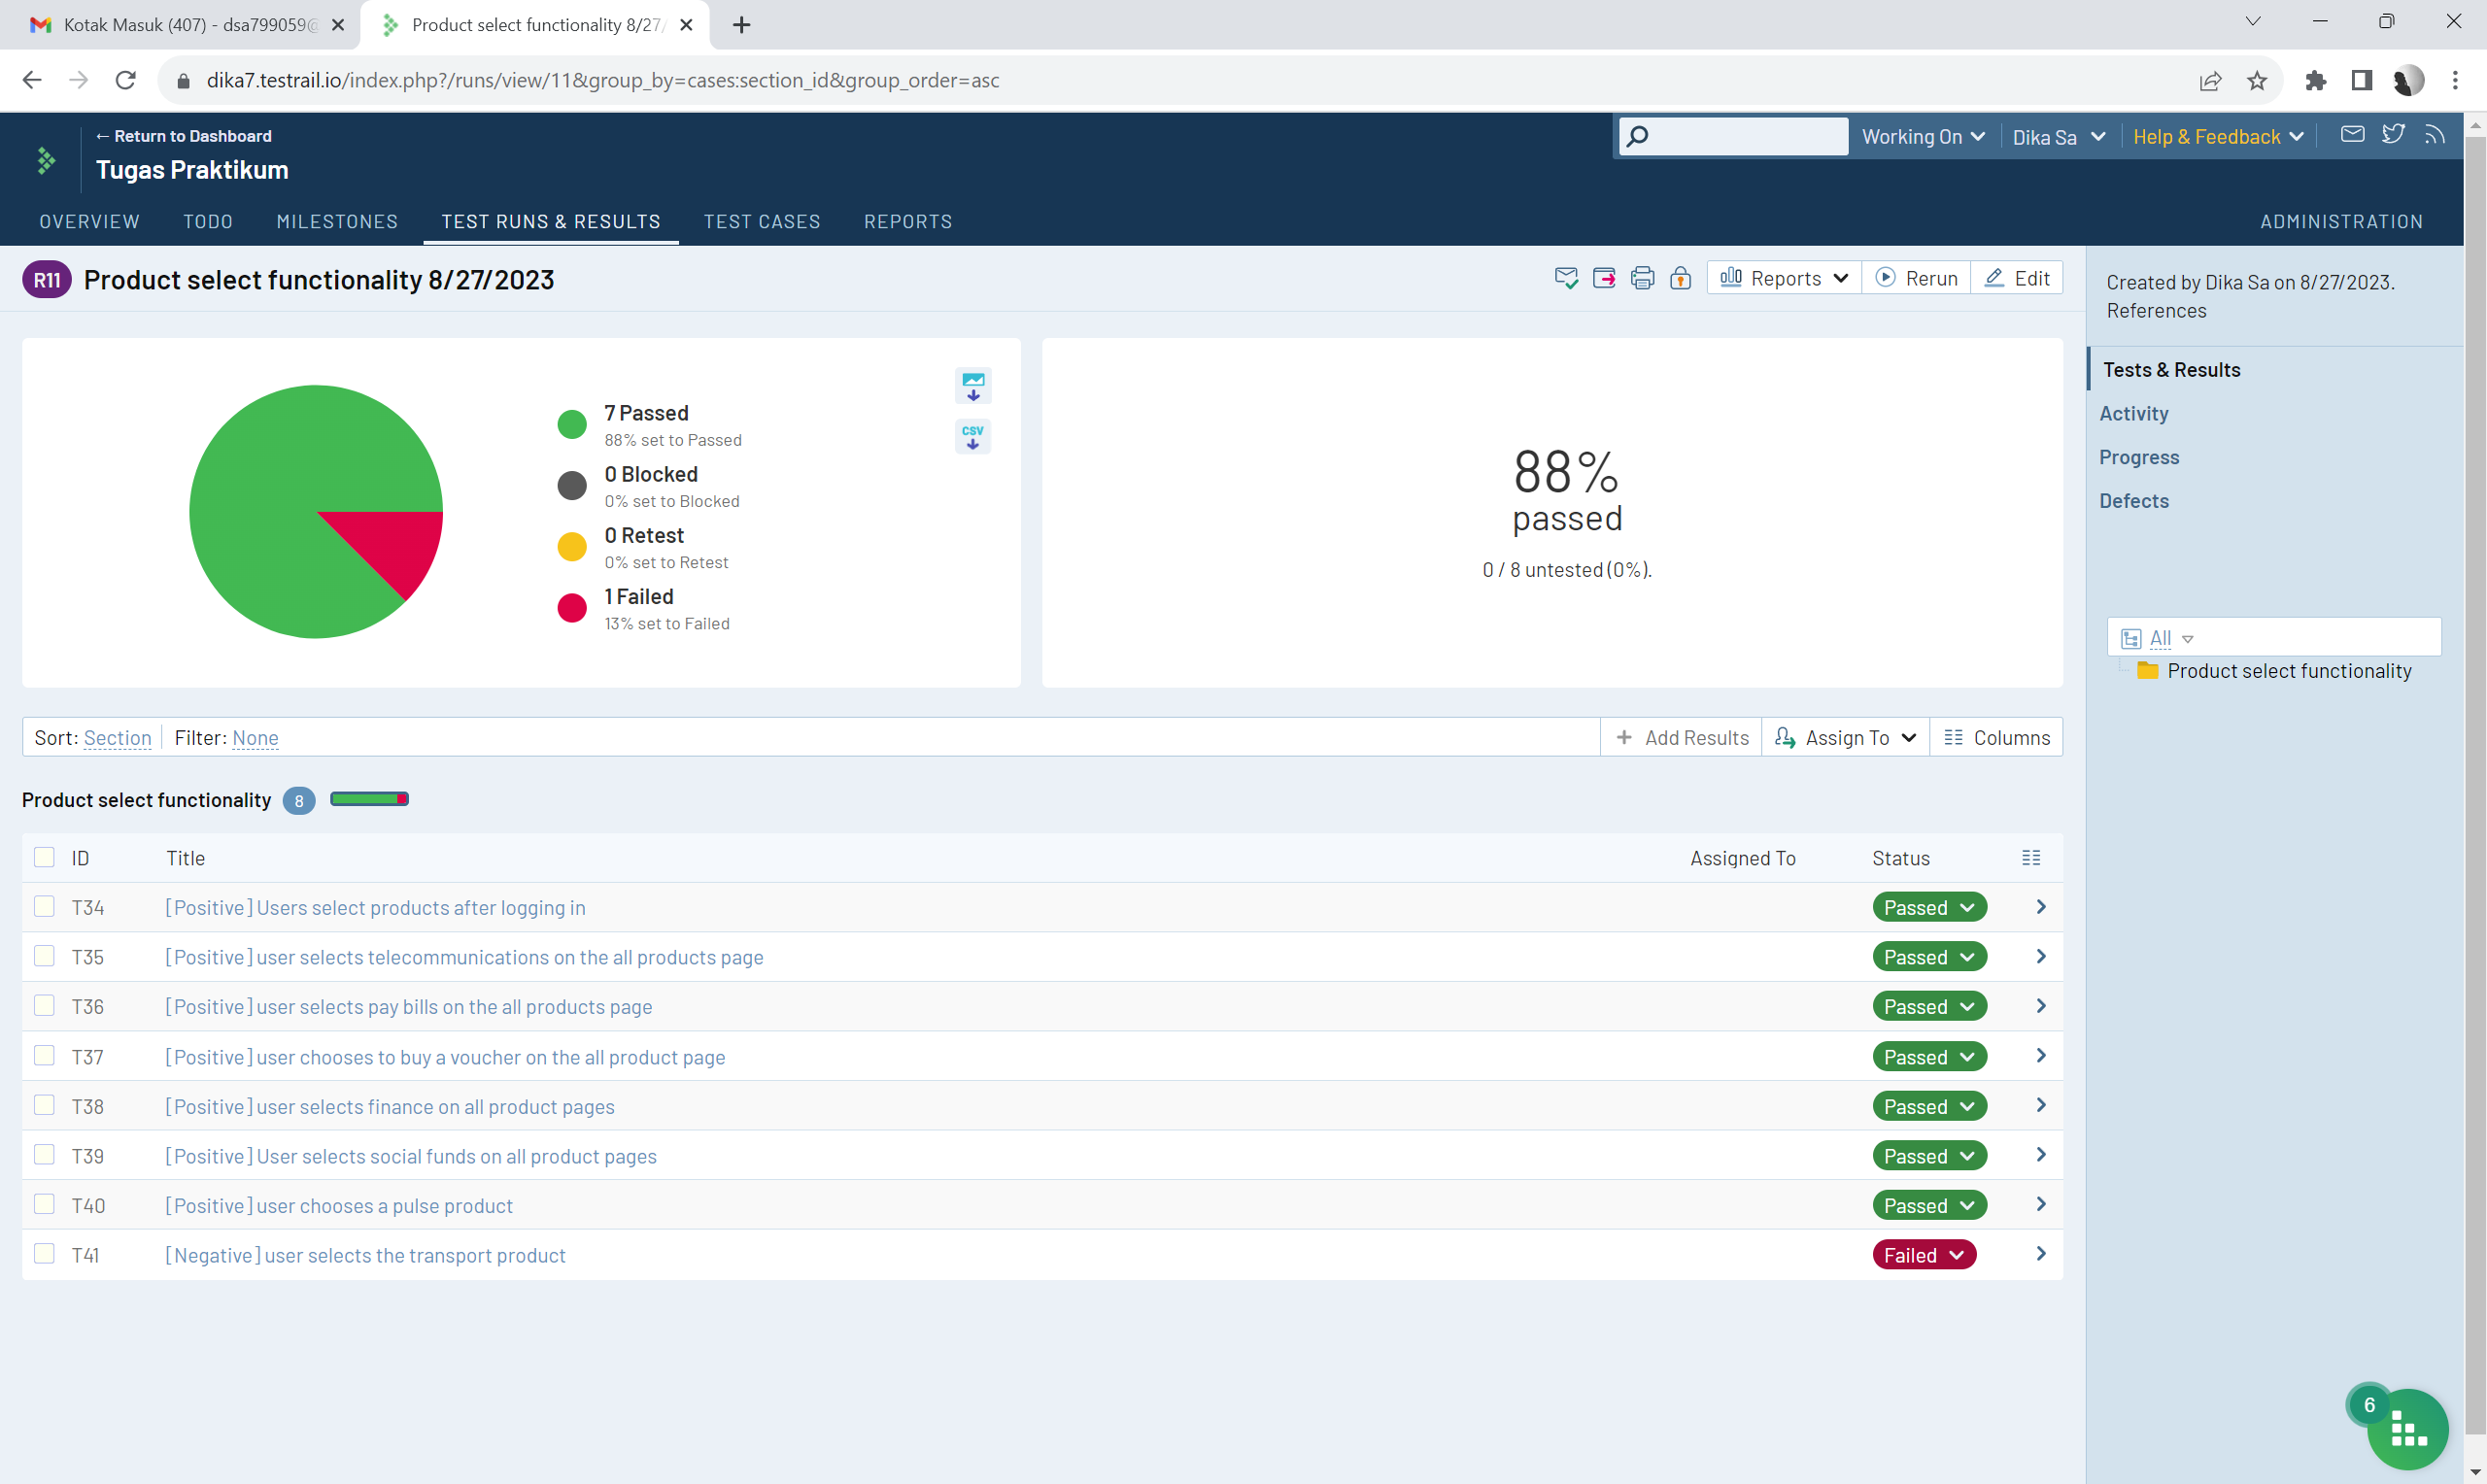 Kotak Masuk (407) - dsa799059@
Product select functionality 8/27/
dika7.testrail.io/index.php?/runs/view/11&group_by=cases:section_id&group_order=asc
← Return to Dashboard
Tugas Praktikum
Working On
Dika Sa
Help & Feedback
OVERVIEW
TODO
MILESTONES
TEST RUNS & RESULTS
TEST CASES
REPORTS
ADMINISTRATION
R11
Product select functionality 8/27/2023
Reports
Rerun
Edit
Created by Dika Sa on 8/27/2023.
References
Tests & Results
Activity
Progress
Defects
7 Passed
88% set to Passed
0 Blocked
0% set to Blocked
0 Retest
0% set to Retest
1 Failed
13% set to Failed
CSV
88%
passed
0 / 8 untested (0%).
All
Product select functionality
Sort: Section
Filter: None
Add Results
Assign To
Columns
Product select functionality 8
ID Title Assigned To Status
T34 [Positive] Users select products after logging in Passed
T35 [Positive] user selects telecommunications on the all products page Passed
T36 [Positive] user selects pay bills on the all products page Passed
T37 [Positive] user chooses to buy a voucher on the all product page Passed
T38 [Positive] user selects finance on all product pages Passed
T39 [Positive] User selects social funds on all product pages Passed
T40 [Positive] user chooses a pulse product Passed
T41 [Negative] user selects the transport product Failed
6